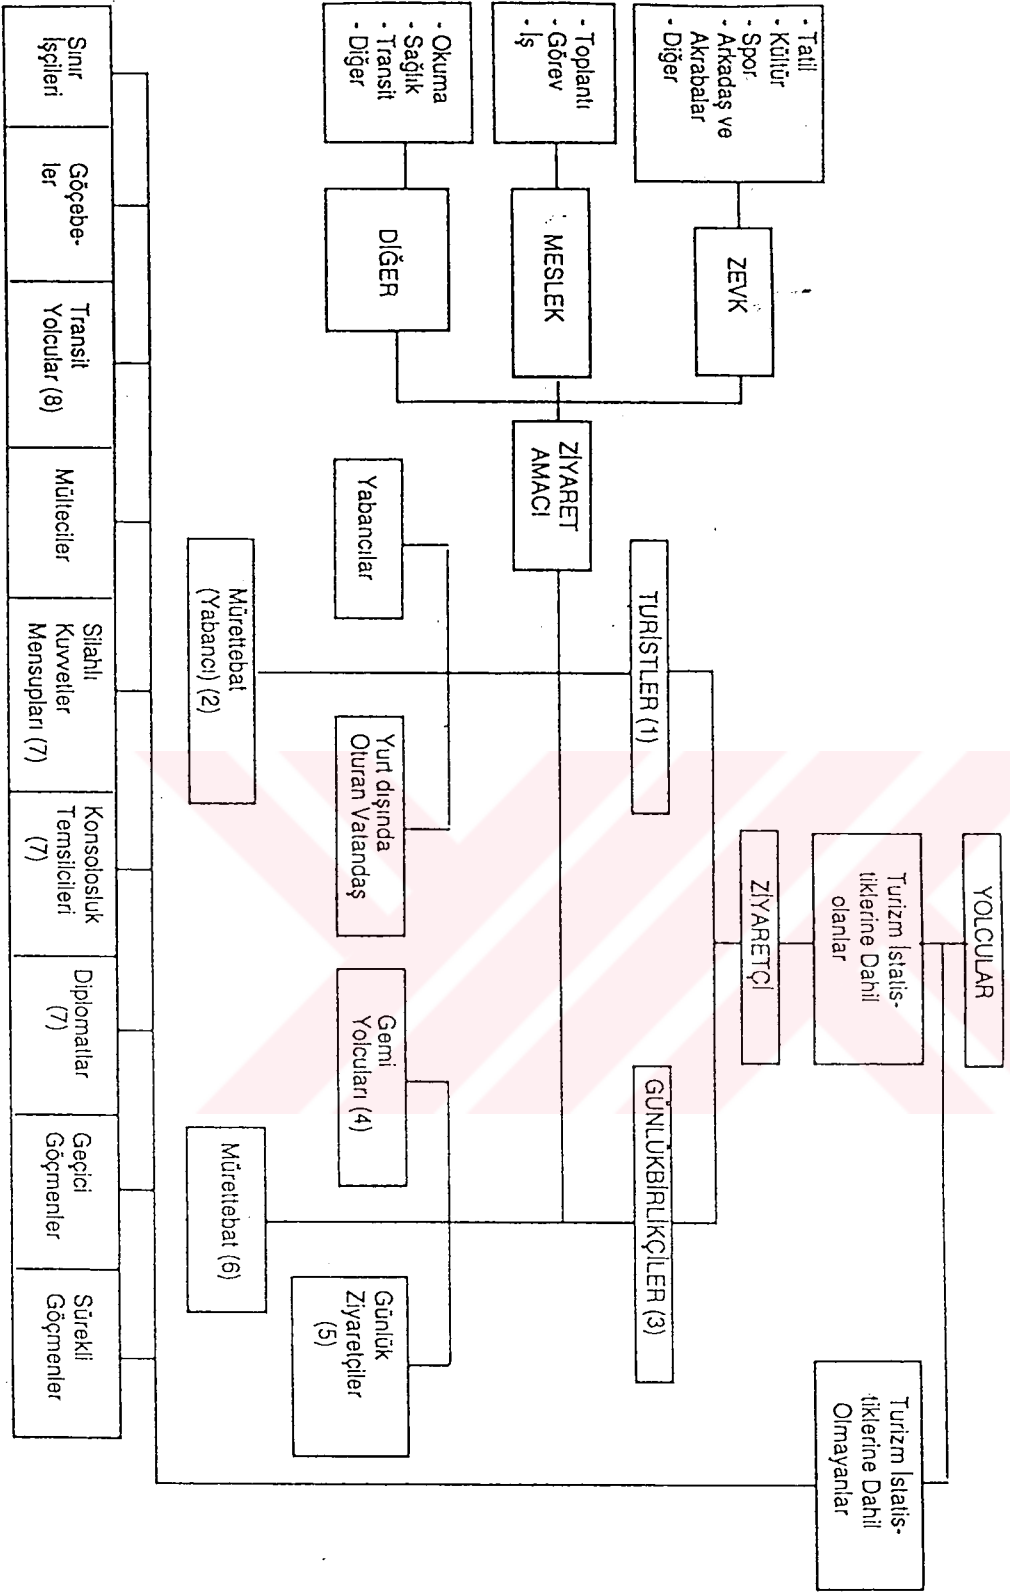 YOLCULAR
Turizm İstatis-
tiklerine Dahil
olanlar
Turizm İstatis-
tiklerine Dahil
Olmayanlar
ZİYARETÇİ
TURİSTLER (1)
GÜNLÜKBİRLİKÇİLER (3)
- Tatil
- Kültür
- Spor
- Arkadaş ve
Akrabalar
- Diğer
ZEVK
- Toplantı
- Görev
- İş
MESLEK
ZİYARET
AMACI
- Okuma
- Sağlık
- Transit
- Diğer
DİĞER
Yabancılar
Yurt dışında
Oturan Vatandaş
Gemi
Yolcuları (4)
Günlük
Ziyaretçiler
(5)
Mürettebat
(Yabancı) (2)
Mürettebat (6)
Sınır
İşçileri
Göçebe-
ler
Transit
Yolcular (8)
Mülteciler
Silahlı
Kuvvetler
Mensupları (7)
Konsolosluk
Temsilcileri
(7)
Diplomatlar
(7)
Geçici
Göçmenler
Sürekli
Göçmenler